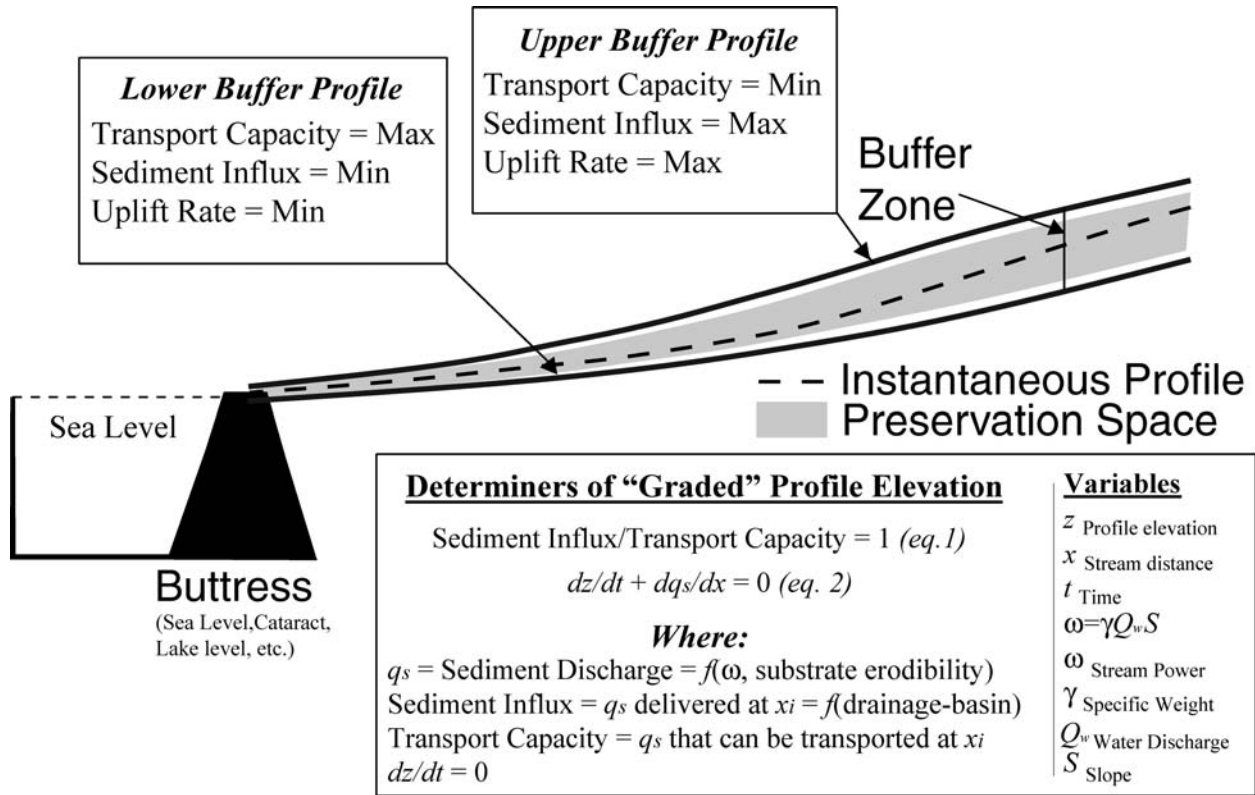 Upper Buffer Profile
Transport Capacity = Min
Sediment Influx = Max
Uplift Rate = Max
Lower Buffer Profile
Transport Capacity = Max
Sediment Influx = Min
Uplift Rate = Min
Buffer
Zone
Instantaneous Profile
Preservation Space
Sea Level
Buttress
(Sea Level,Cataract,
Lake level, etc.)
Determiners of “Graded” Profile Elevation
Sediment Influx/Transport Capacity = 1 (eq.1)
dz/dt + dqs/dx = 0 (eq. 2)
Where:
qs = Sediment Discharge = f(ω, substrate erodibility)
Sediment Influx = qs delivered at xi = f(drainage-basin)
Transport Capacity = qs that can be transported at xi
dz/dt = 0
Variables
z Profile elevation
x Stream distance
t Time
ω=γQwS
ω Stream Power
γ Specific Weight
Qw Water Discharge
S Slope